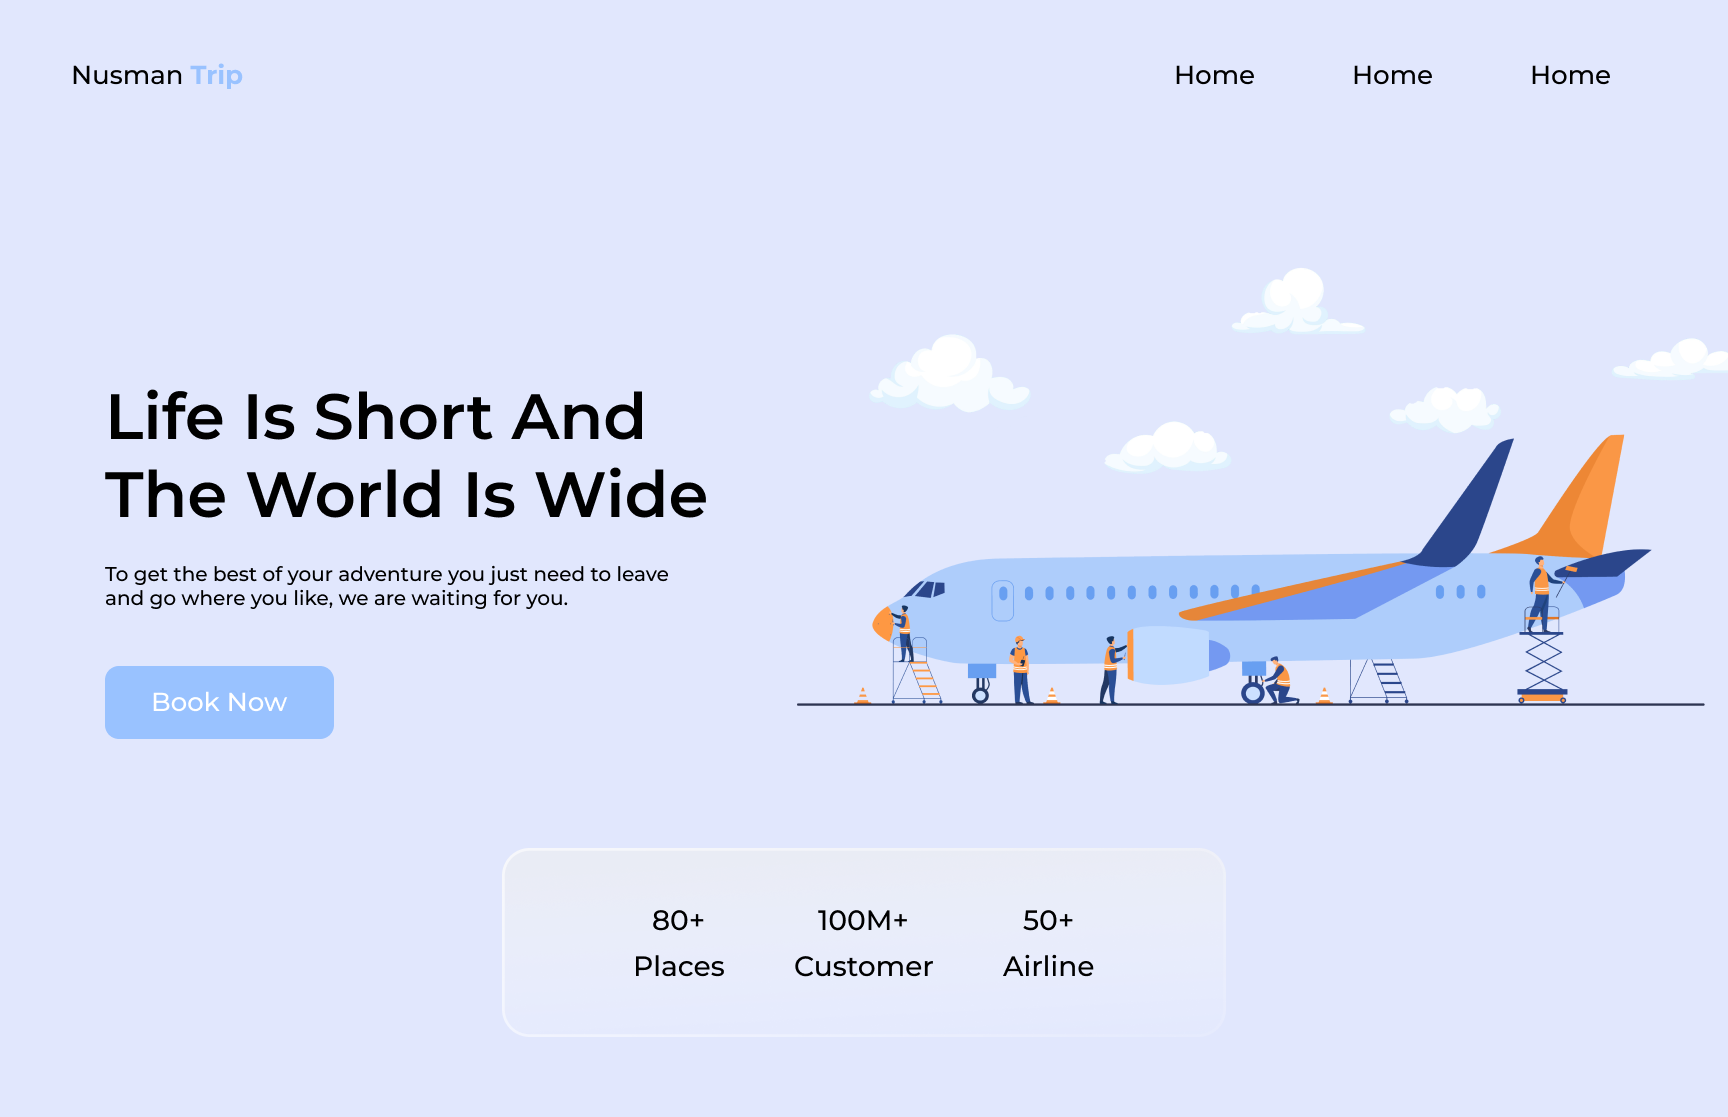 Nusman Trip
Home
Home
Home
Life Is Short And
The World Is Wide
To get the best of your adventure you just need to leave
and go where you like, we are waiting for you.
Book Now
80+
Places
100M+
Customer
50+
Airline